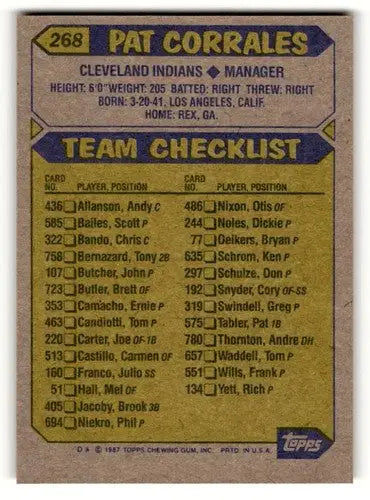 268 PAT CORRALES
CLEVELAND INDIANS ◆ MANAGER
HEIGHT: 6'0" WEIGHT: 205 BATTED: RIGHT THREW: RIGHT
BORN: 3-20-41, LOS ANGELES, CALIF.
HOME: REX, GA.
TEAM CHECKLIST
CARD NO. PLAYER, POSITION
436 Allanson, Andy C
585 Bailes, Scott P
322 Bando, Chris C
758 Bernazard, Tony 2B
107 Butcher, John P
723 Butler, Brett OF
353 Camacho, Ernie P
463 Candiotti, Tom P
220 Carter, Joe OF-1B
513 Castillo, Carmen OF
160 Franco, Julio SS
51 Hall, Mel OF
405 Jacoby, Brook 3B
694 Niekro, Phil P
CARD NO. PLAYER, POSITION
486 Nixon, Otis OF
244 Noles, Dickie P
77 Oelkers, Bryan P
635 Schrom, Ken P
297 Schulze, Don P
192 Snyder, Cory OF-SS
319 Swindell, Greg P
575 Tabler, Pat 1B
780 Thornton, Andre DH
657 Waddell, Tom P
551 Wills, Frank P
134 Yett, Rich P
D* © 1987 TOPPS CHEWING GUM, INC. PRTD. IN U.S.A.
Topps